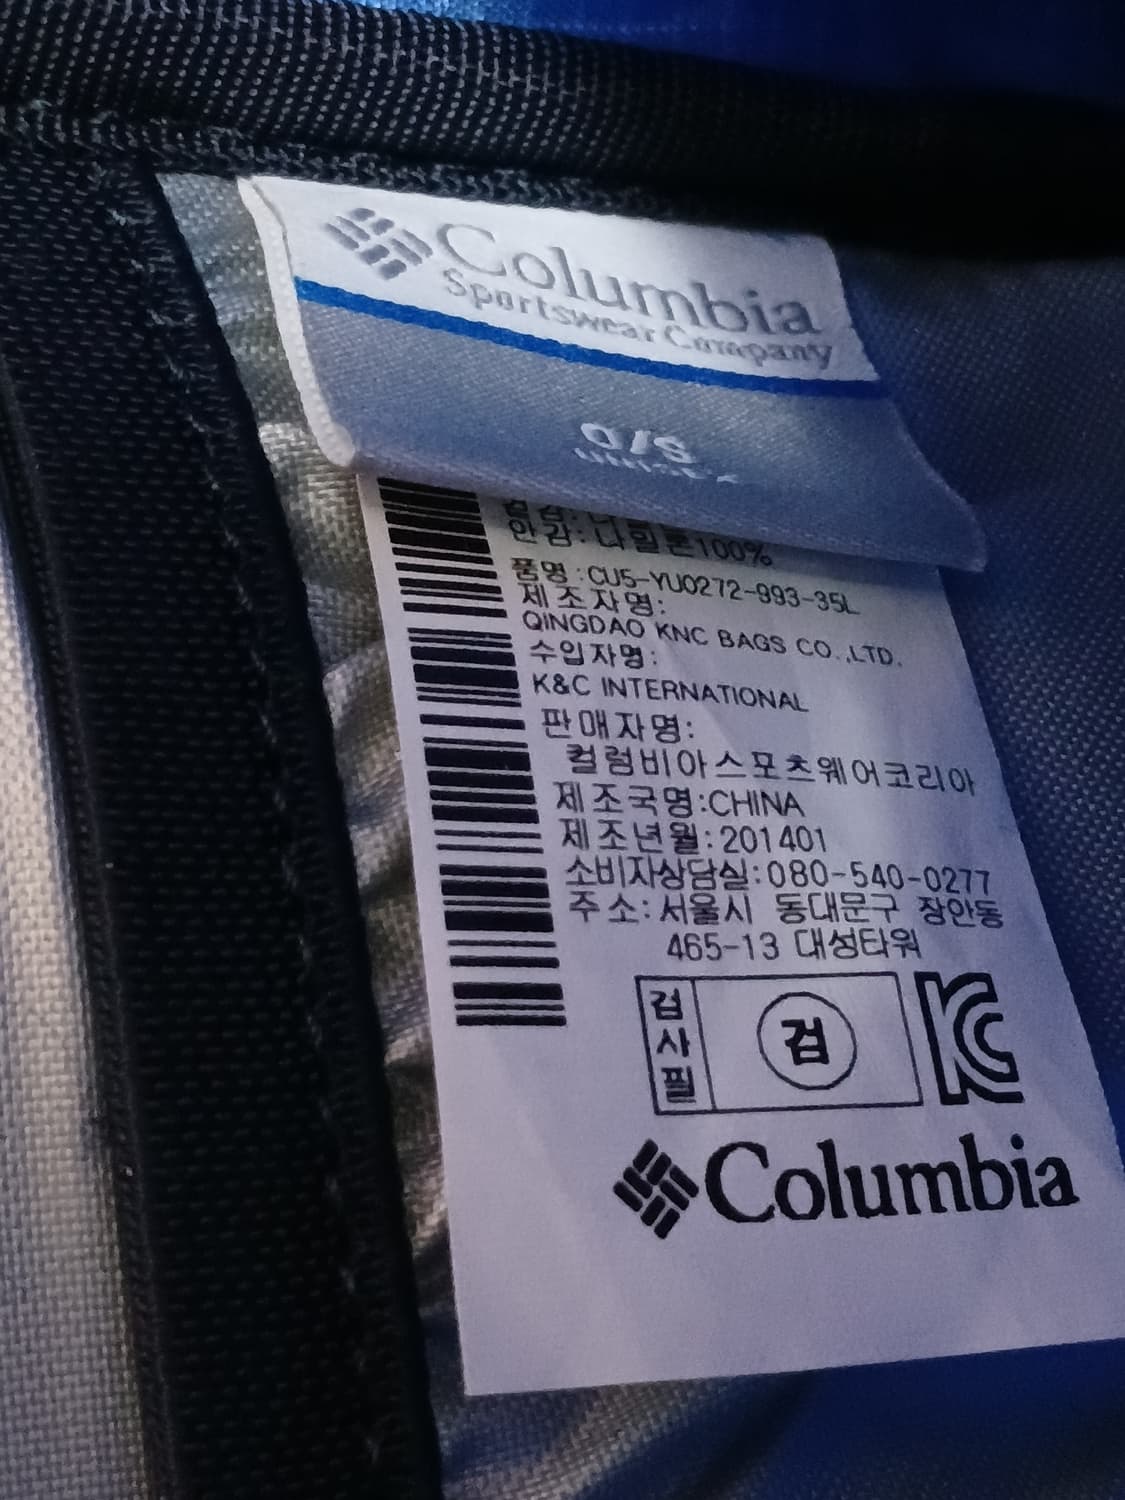 Columbia
Sportswear Company
O/S
UNISEX
안감: 나일론100%
품명:CU5-YU0272-993-35L
제조자명:
QINGDAO KNC BAGS CO.,LTD.
수입자명:
K&C INTERNATIONAL
판매자명:
컬럼비아스포츠웨어코리아
제조국명:CHINA
제조년월:201401
소비자상담실:080-540-0277
주소:서울시 동대문구 장안동
465-13 대성타워
검사필
검
KC
Columbia